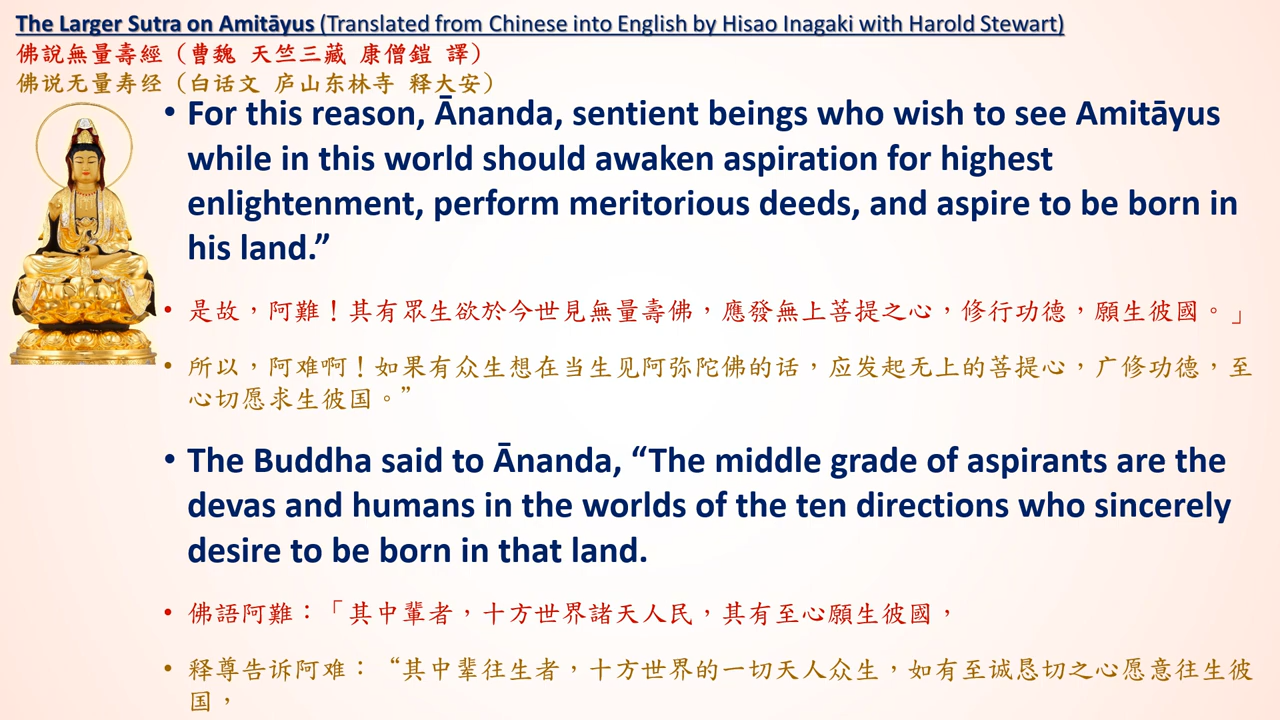 The Larger Sutra on Amitāyus (Translated from Chinese into English by Hisao Inagaki with Harold Stewart)
佛說無量壽經（曹魏 天竺三藏 康僧鎧 譯）
佛说无量寿经（白话文 庐山东林寺 释大安）
• For this reason, Ānanda, sentient beings who wish to see Amitāyus
while in this world should awaken aspiration for highest
enlightenment, perform meritorious deeds, and aspire to be born in
his land.”
• 是故，阿難！其有眾生欲於今世見無量壽佛，應發無上菩提之心，修行功德，願生彼國。」
• 所以，阿难啊！如果有众生想在当生见阿弥陀佛的话，应发起无上的菩提心，广修功德，至
心切愿求生彼国。”
• The Buddha said to Ānanda, “The middle grade of aspirants are the
devas and humans in the worlds of the ten directions who sincerely
desire to be born in that land.
• 佛語阿難：「其中輩者，十方世界諸天人民，其有至心願生彼國，
• 释尊告诉阿难：“其中辈往生者，十方世界的一切天人众生，如有至诚恳切之心愿意往生彼
国，